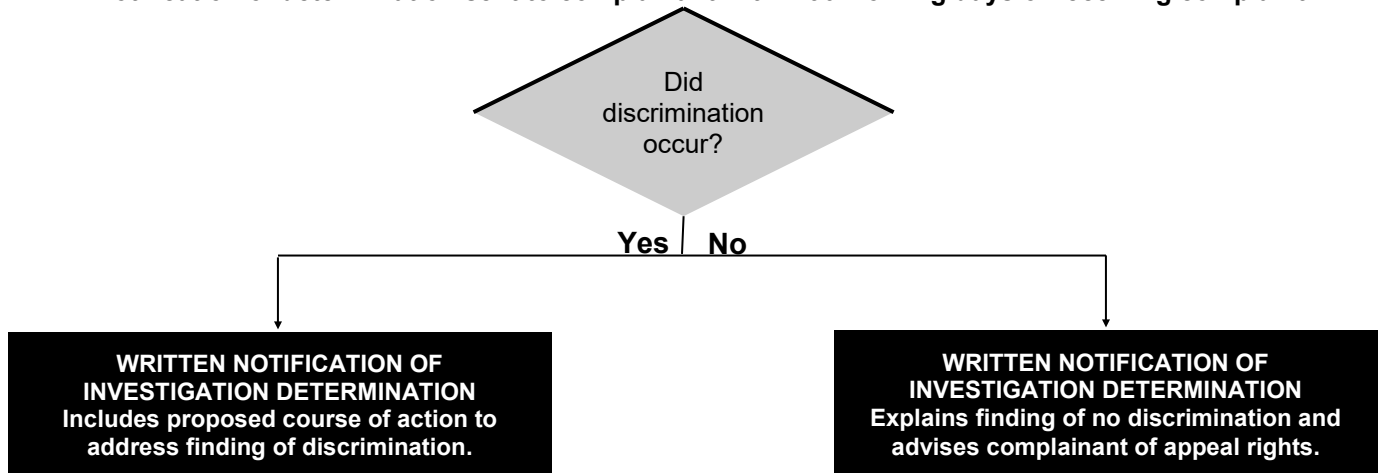 Did
discrimination
occur?
Yes No
WRITTEN NOTIFICATION OF
INVESTIGATION DETERMINATION
Includes proposed course of action to
address finding of discrimination.
WRITTEN NOTIFICATION OF
INVESTIGATION DETERMINATION
Explains finding of no discrimination and
advises complainant of appeal rights.